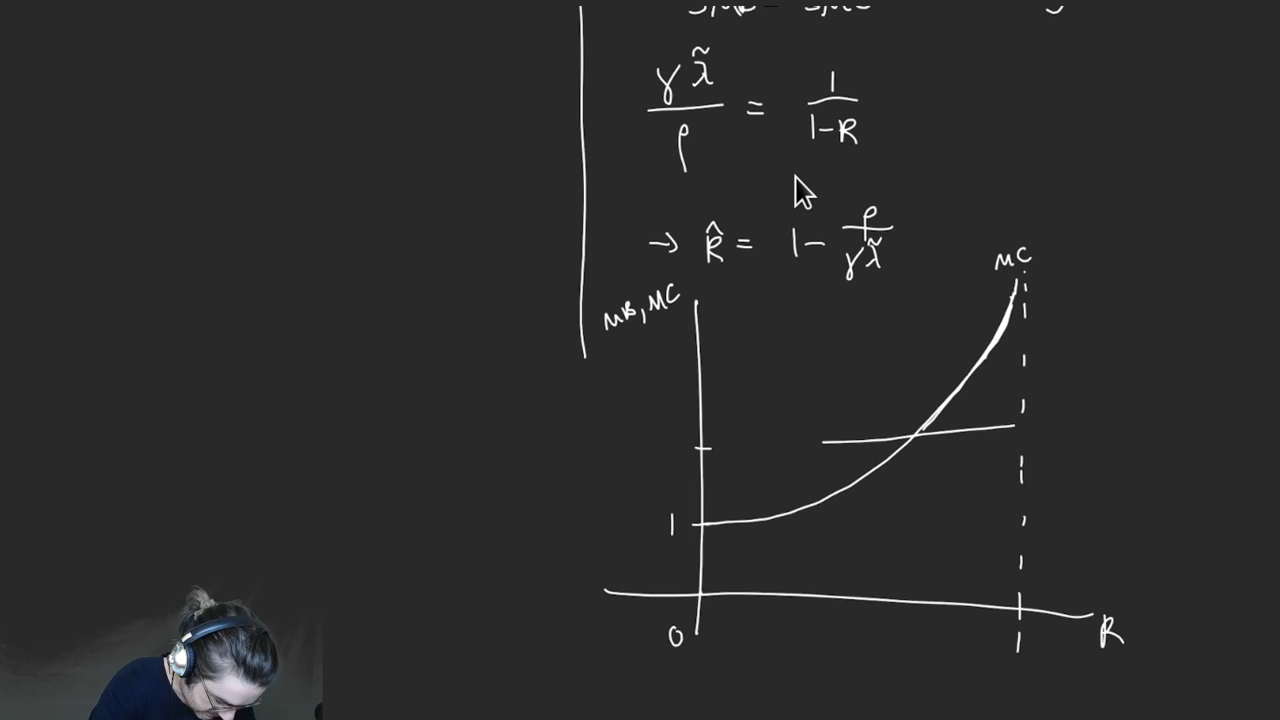 γλ̃/ρ = 1/(1-R)
→ R̂ = 1 - ρ/(γλ̃)
MC
MB, MC
1
0
R